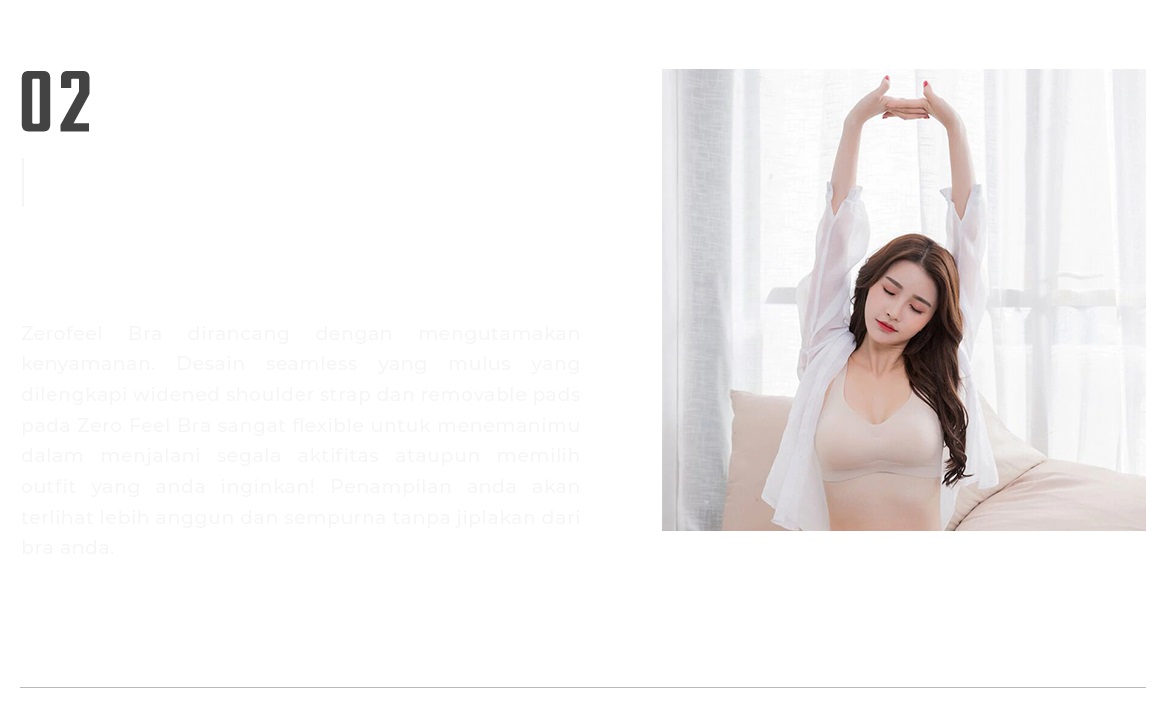 02
Zerofeel Bra dirancang dengan mengutamakan
kenyamanan. Desain seamless yang mulus yang
dilengkapi widened shoulder strap dan removable pads
pada Zero Feel Bra sangat flexible untuk menemanimu
dalam menjalani segala aktifitas ataupun memilih
outfit yang anda inginkan! Penampilan anda akan
terlihat lebih anggun dan sempurna tanpa jiplakan dari
bra anda.